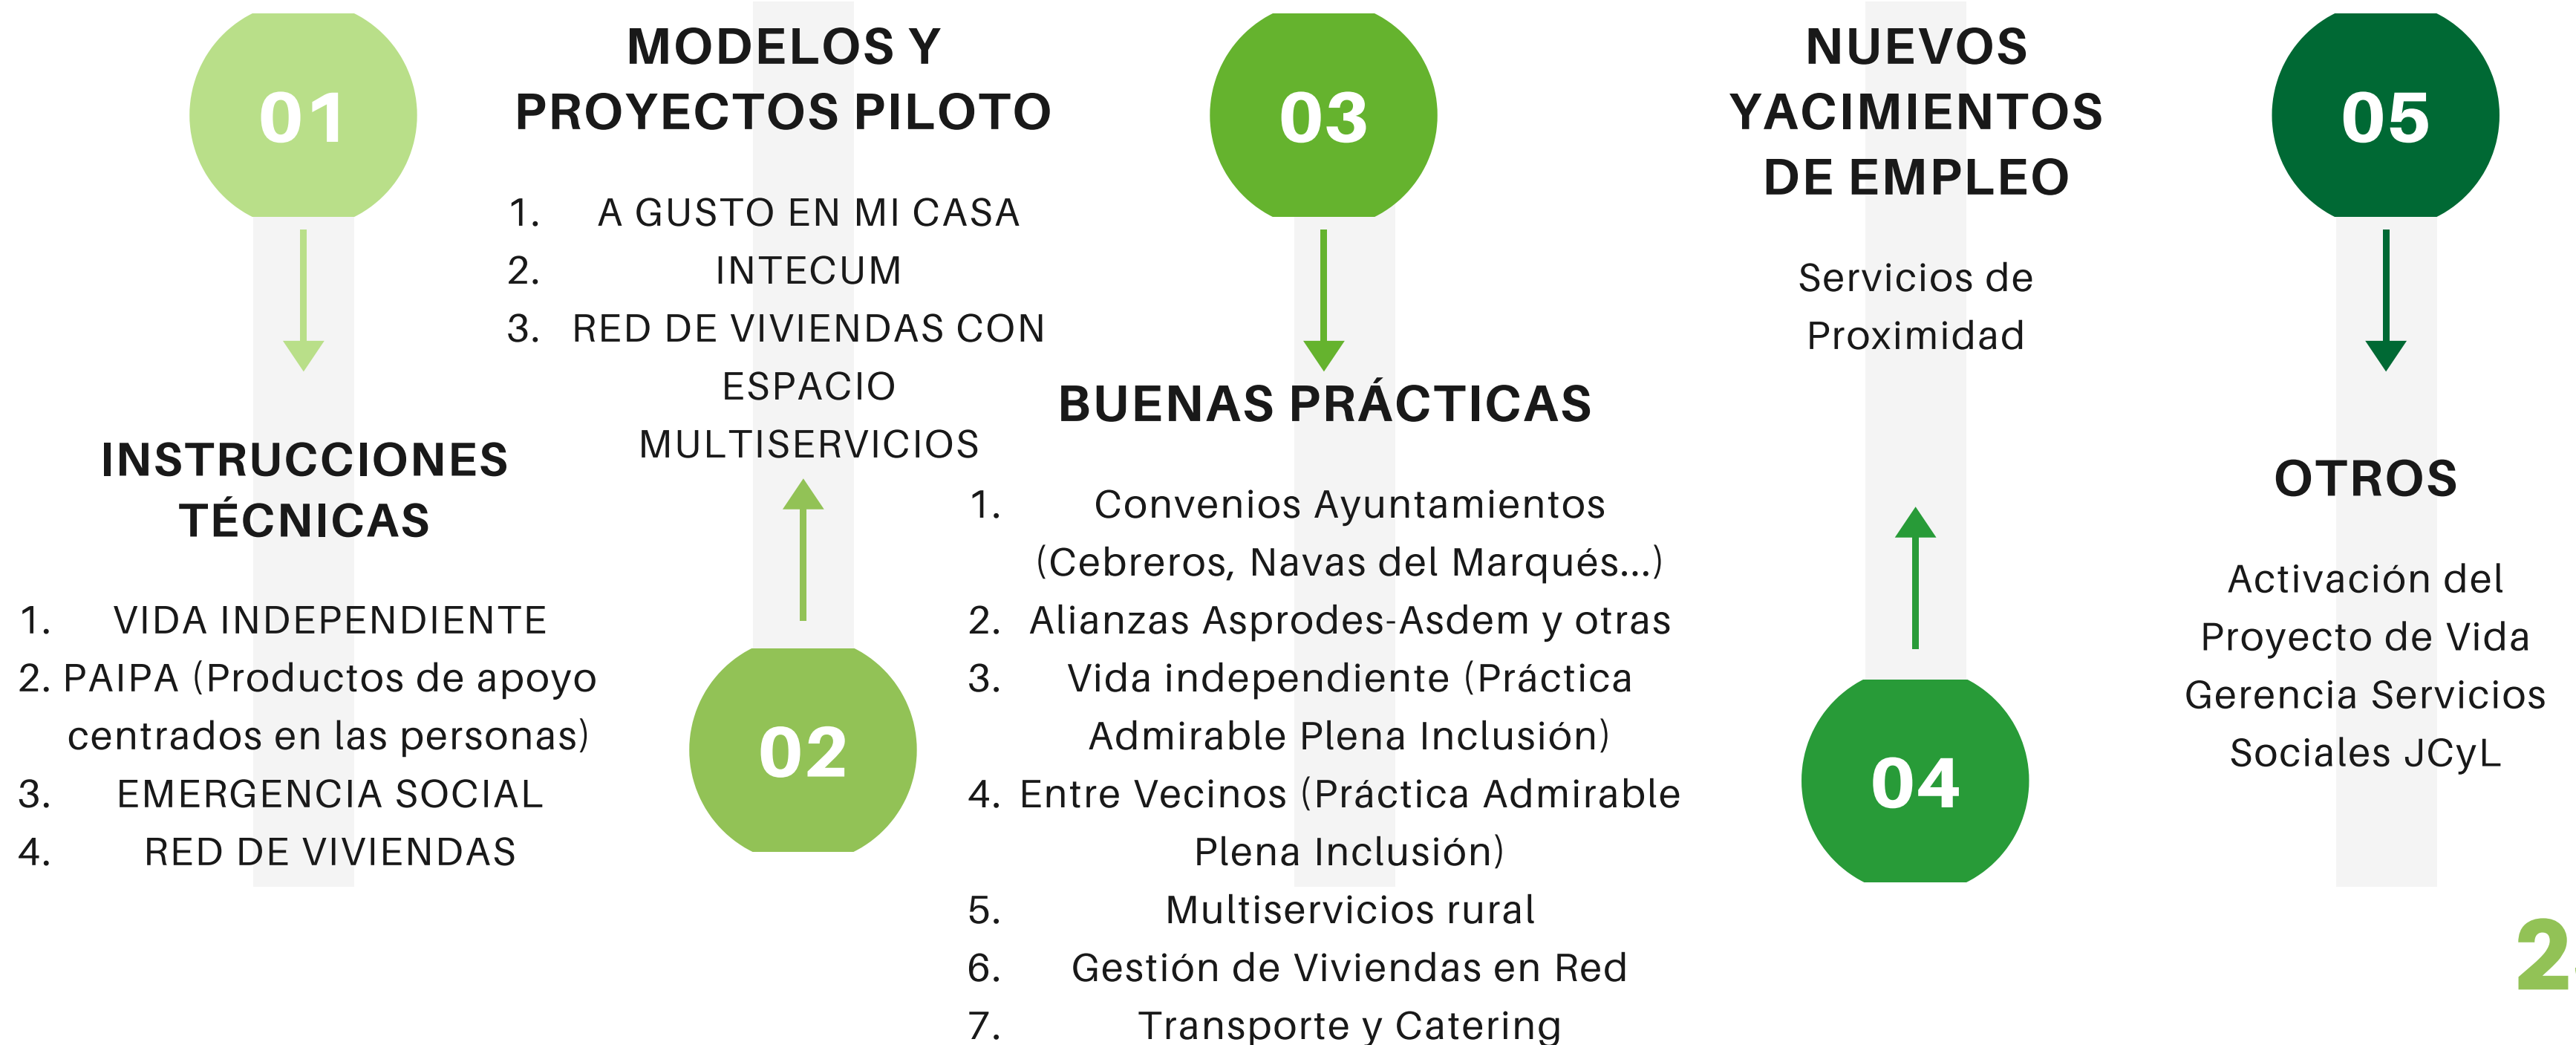 01
INSTRUCCIONES
TÉCNICAS
1. VIDA INDEPENDIENTE
2. PAIPA (Productos de apoyo
centrados en las personas)
3. EMERGENCIA SOCIAL
4. RED DE VIVIENDAS
MODELOS Y
PROYECTOS PILOTO
1. A GUSTO EN MI CASA
2. INTECUM
3. RED DE VIVIENDAS CON
ESPACIO
MULTISERVICIOS
02
03
BUENAS PRÁCTICAS
1. Convenios Ayuntamientos
(Cebreros, Navas del Marqués...)
2. Alianzas Asprodes-Asdem y otras
3. Vida independiente (Práctica
Admirable Plena Inclusión)
4. Entre Vecinos (Práctica Admirable
Plena Inclusión)
5. Multiservicios rural
6. Gestión de Viviendas en Red
7. Transporte y Catering
NUEVOS
YACIMIENTOS
DE EMPLEO
Servicios de
Proximidad
04
05
OTROS
Activación del
Proyecto de Vida
Gerencia Servicios
Sociales JCyL